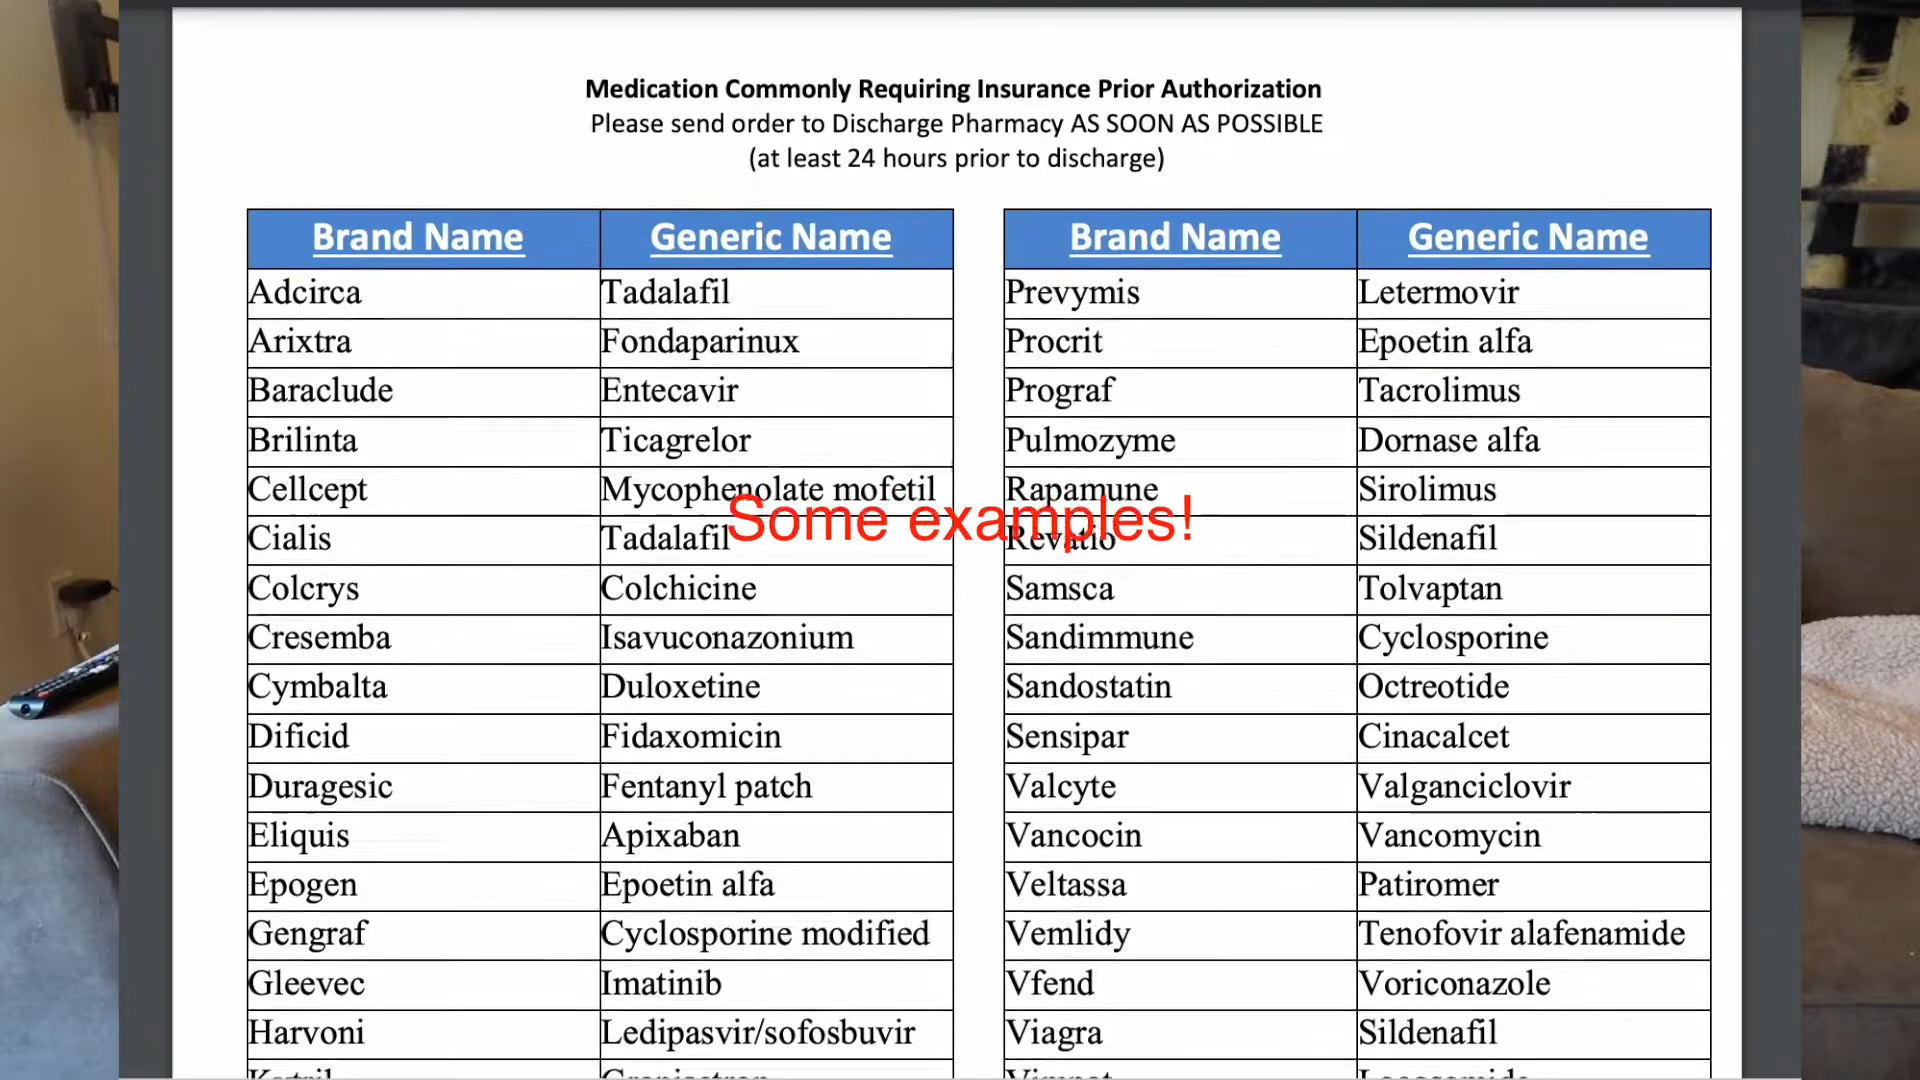 Medication Commonly Requiring Insurance Prior Authorization
Please send order to Discharge Pharmacy AS SOON AS POSSIBLE
(at least 24 hours prior to discharge)
Brand Name Generic Name Brand Name Generic Name
Adcirca Tadalafil Prevymis Letermovir
Arixtra Fondaparinux Procrit Epoetin alfa
Baraclude Entecavir Prograf Tacrolimus
Brilinta Ticagrelor Pulmozyme Dornase alfa
Cellcept Mycophenolate mofetil Rapamune Sirolimus
Some examples!
Cialis Tadalafil Revatio Sildenafil
Colcrys Colchicine Samsca Tolvaptan
Cresemba Isavuconazonium Sandimmune Cyclosporine
Cymbalta Duloxetine Sandostatin Octreotide
Dificid Fidaxomicin Sensipar Cinacalcet
Duragesic Fentanyl patch Valcyte Valganciclovir
Eliquis Apixaban Vancocin Vancomycin
Epogen Epoetin alfa Veltassa Patiromer
Gengraf Cyclosporine modified Vemlidy Tenofovir alafenamide
Gleevec Imatinib Vfend Voriconazole
Harvoni Ledipasvir/sofosbuvir Viagra Sildenafil